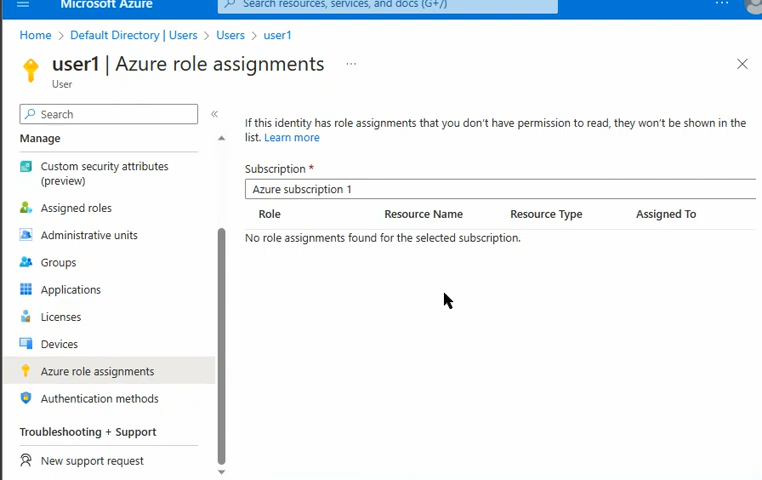 Microsoft Azure
Search resources, services, and docs (G+/)
...
Home > Default Directory | Users > Users > user1
user1 | Azure role assignments ...
User
Search
«
Manage
Custom security attributes
(preview)
Assigned roles
Administrative units
Groups
Applications
Licenses
Devices
Azure role assignments
Authentication methods
Troubleshooting + Support
New support request
If this identity has role assignments that you don't have permission to read, they won't be shown in the
list. Learn more
Subscription *
Azure subscription 1
Role Resource Name Resource Type Assigned To
No role assignments found for the selected subscription.